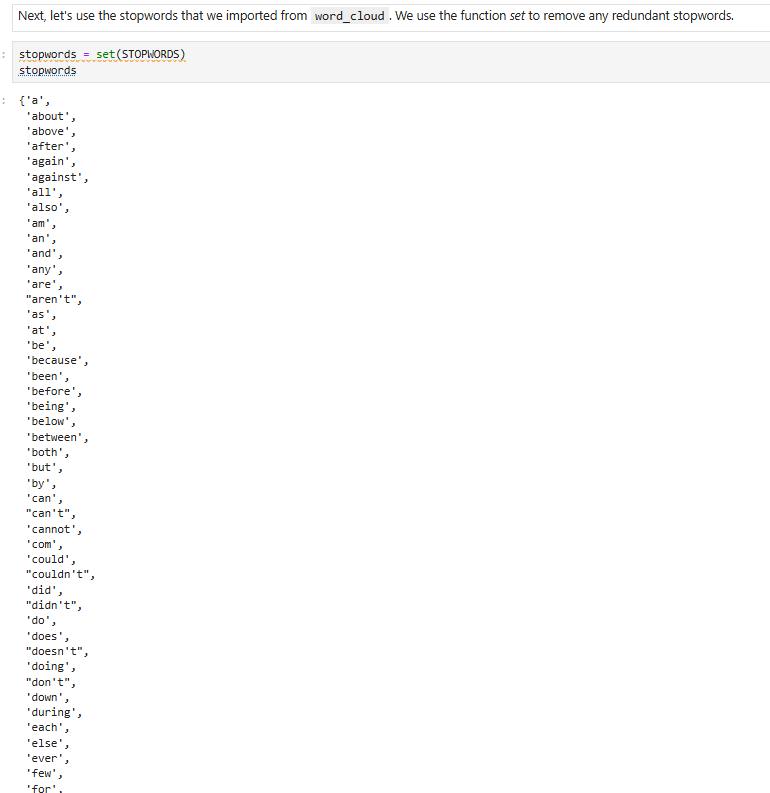 Next, let's use the stopwords that we imported from word_cloud. We use the function set to remove any redundant stopwords.
: stopwords = set(STOPWORDS)
stopwords
: {'a',
'about',
'above',
'after',
'again',
'against',
'all',
'also',
'am',
'an',
'and',
'any',
'are',
"aren't",
'as',
'at',
'be',
'because',
'been',
'before',
'being',
'below',
'between',
'both',
'but',
'by',
'can',
"can't",
'cannot',
'com',
'could',
"couldn't",
'did',
"didn't",
'do',
'does',
"doesn't",
'doing',
"don't",
'down',
'during',
'each',
'else',
'ever',
'few',
'for',